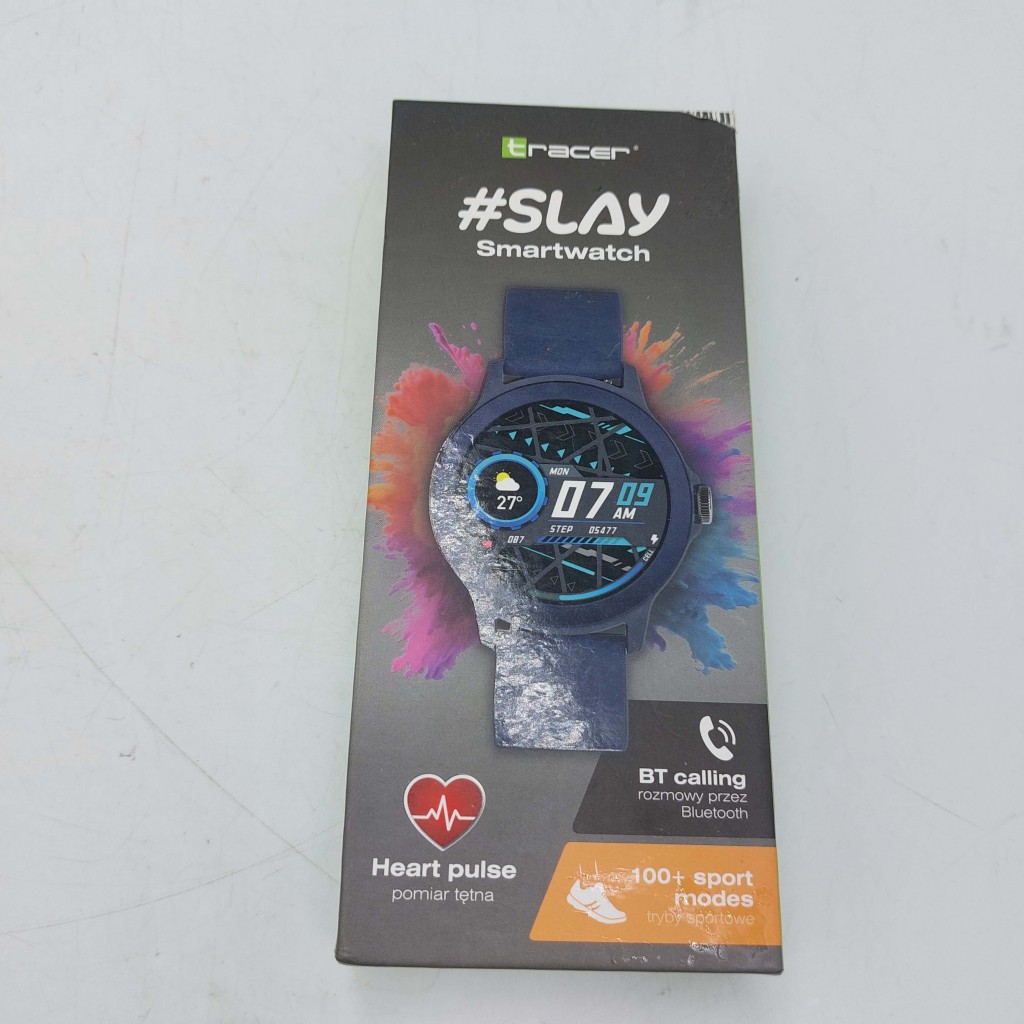 tracer®
#SLAY
Smartwatch
MON
27°
07 09
AM
STEP 05477
087
CELL
BT calling
rozmowy przez
Bluetooth
Heart pulse
pomiar tętna
100+ sport
modes
tryby sportowe